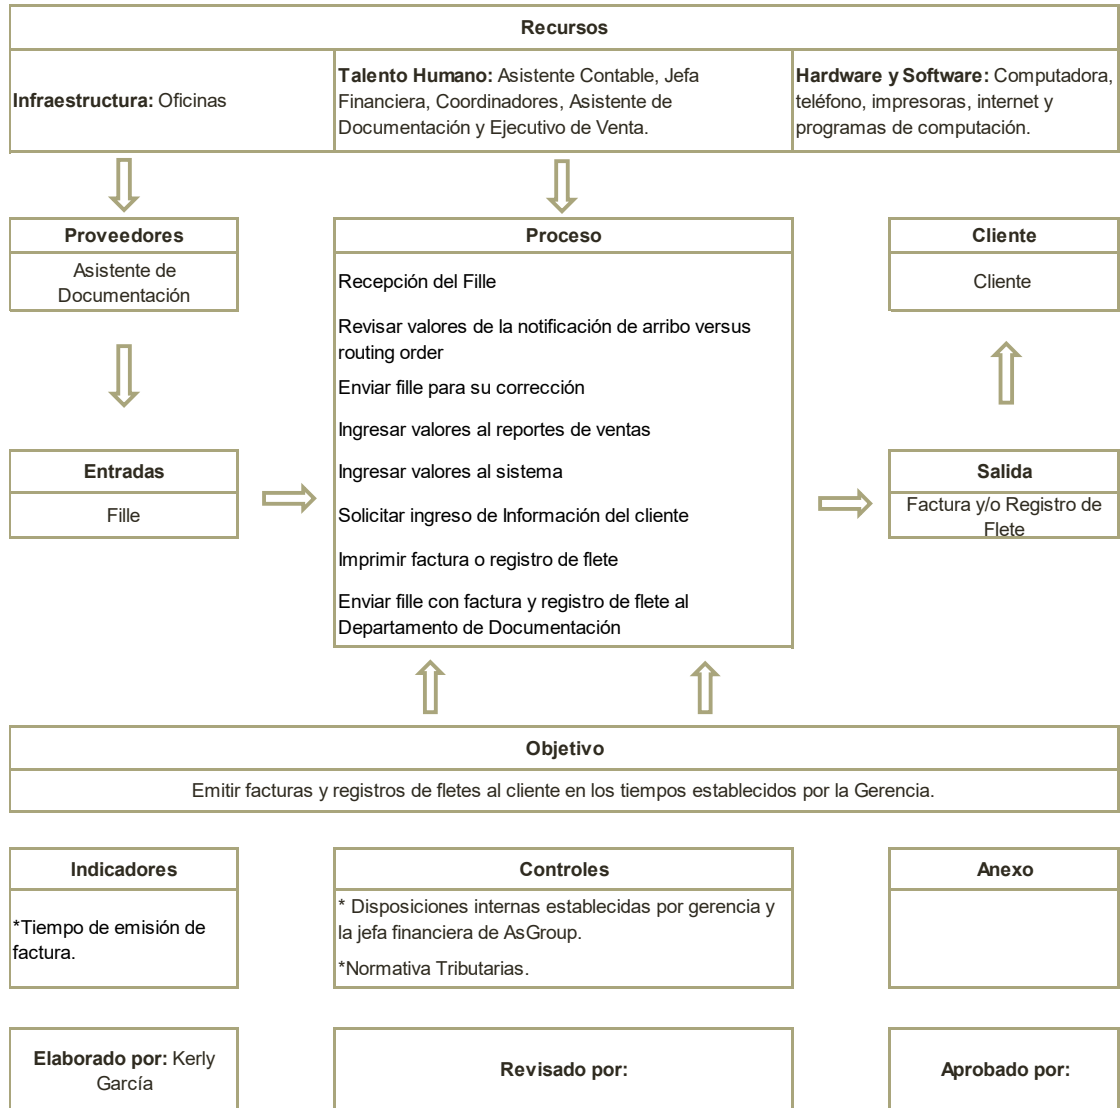 Recursos
Infraestructura: Oficinas
Talento Humano: Asistente Contable, Jefa
Financiera, Coordinadores, Asistente de
Documentación y Ejecutivo de Venta.
Hardware y Software: Computadora,
teléfono, impresoras, internet y
programas de computación.
Proveedores
Asistente de
Documentación
Proceso
Recepción del Fille
Revisar valores de la notificación de arribo versus
routing order
Enviar fille para su corrección
Ingresar valores al reportes de ventas
Ingresar valores al sistema
Solicitar ingreso de Información del cliente
Imprimir factura o registro de flete
Enviar fille con factura y registro de flete al
Departamento de Documentación
Cliente
Cliente
Entradas
Fille
Salida
Factura y/o Registro de
Flete
Objetivo
Emitir facturas y registros de fletes al cliente en los tiempos establecidos por la Gerencia.
Indicadores
*Tiempo de emisión de
factura.
Controles
* Disposiciones internas establecidas por gerencia y
la jefa financiera de AsGroup.
*Normativa Tributarias.
Anexo
Elaborado por: Kerly
García
Revisado por:
Aprobado por: